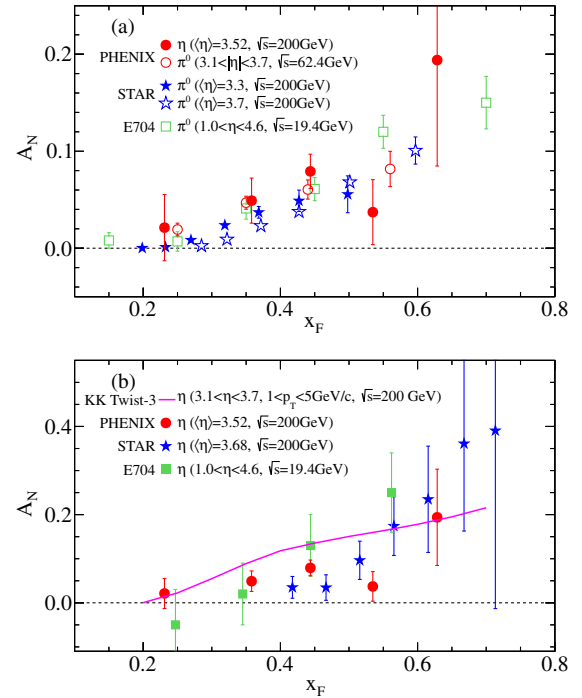 (a)
PHENIX
η (⟨η⟩=3.52, √s=200GeV)
π⁰ (3.1<|η|<3.7, √s=62.4GeV)
STAR
π⁰ (⟨η⟩=3.3, √s=200GeV)
π⁰ (⟨η⟩=3.7, √s=200GeV)
E704 π⁰ (1.0<η<4.6, √s=19.4GeV)
A_N
0.2
0.1
0.0
0.2 0.4 0.6 0.8
x_F
(b)
KK Twist-3 η (3.1<η<3.7, 1<p_T<5GeV/c, √s=200 GeV)
PHENIX η (⟨η⟩=3.52, √s=200GeV)
STAR η (⟨η⟩=3.68, √s=200GeV)
E704 η (1.0<η<4.6, √s=19.4GeV)
A_N
0.4
0.2
0.0
0.2 0.4 0.6 0.8
x_F